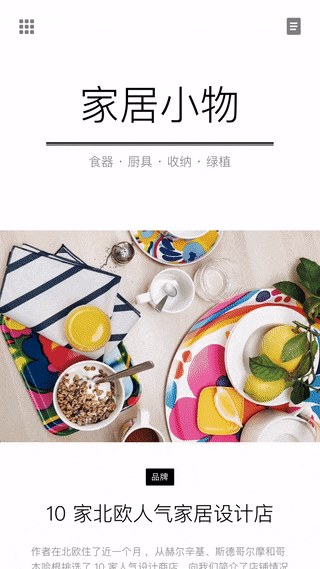 家居小物
食器 · 厨具 · 收纳 · 绿植
品牌
10 家北欧人气家居设计店
作者在北欧住了近一个月，从赫尔辛基、斯德哥尔摩和哥
本哈根挑选了 10 家人气设计商店，向我们简介了店铺情况